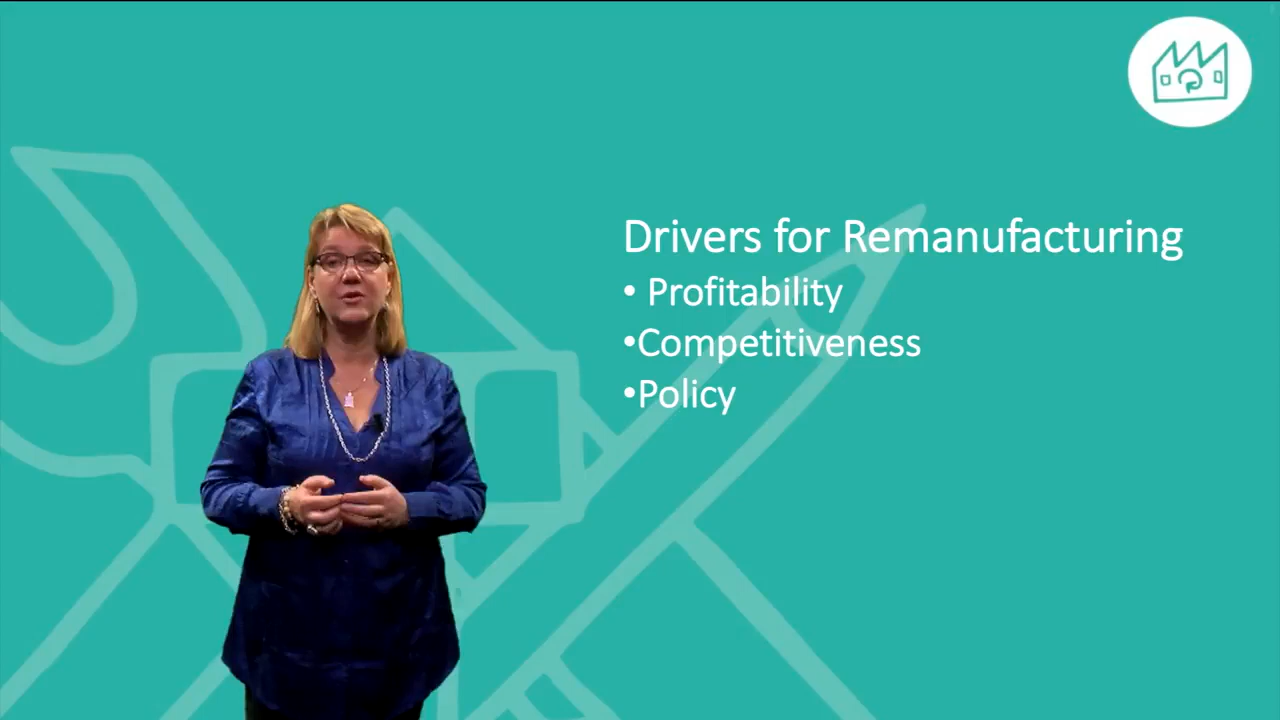 Drivers for Remanufacturing
• Profitability
•Competitiveness
•Policy